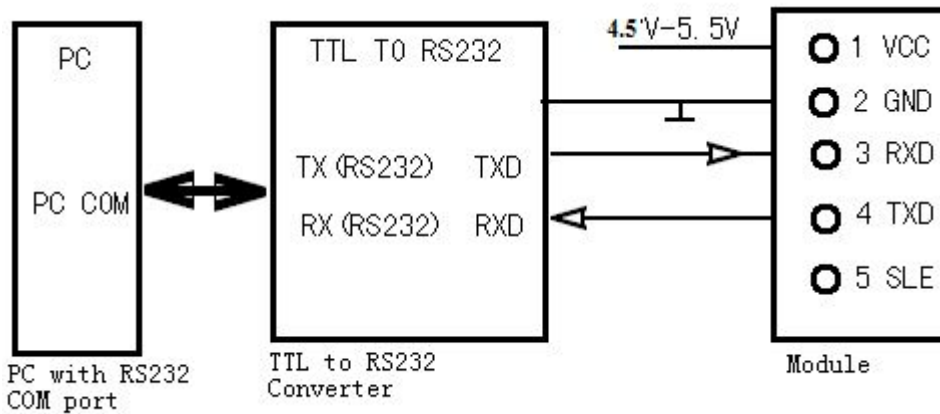 PC
PC COM
PC with RS232
COM port
TTL TO RS232
TX (RS232) TXD
RX (RS232) RXD
TTL to RS232
Converter
4.5'V-5.5V
1 VCC
2 GND
3 RXD
4 TXD
5 SLE
Module